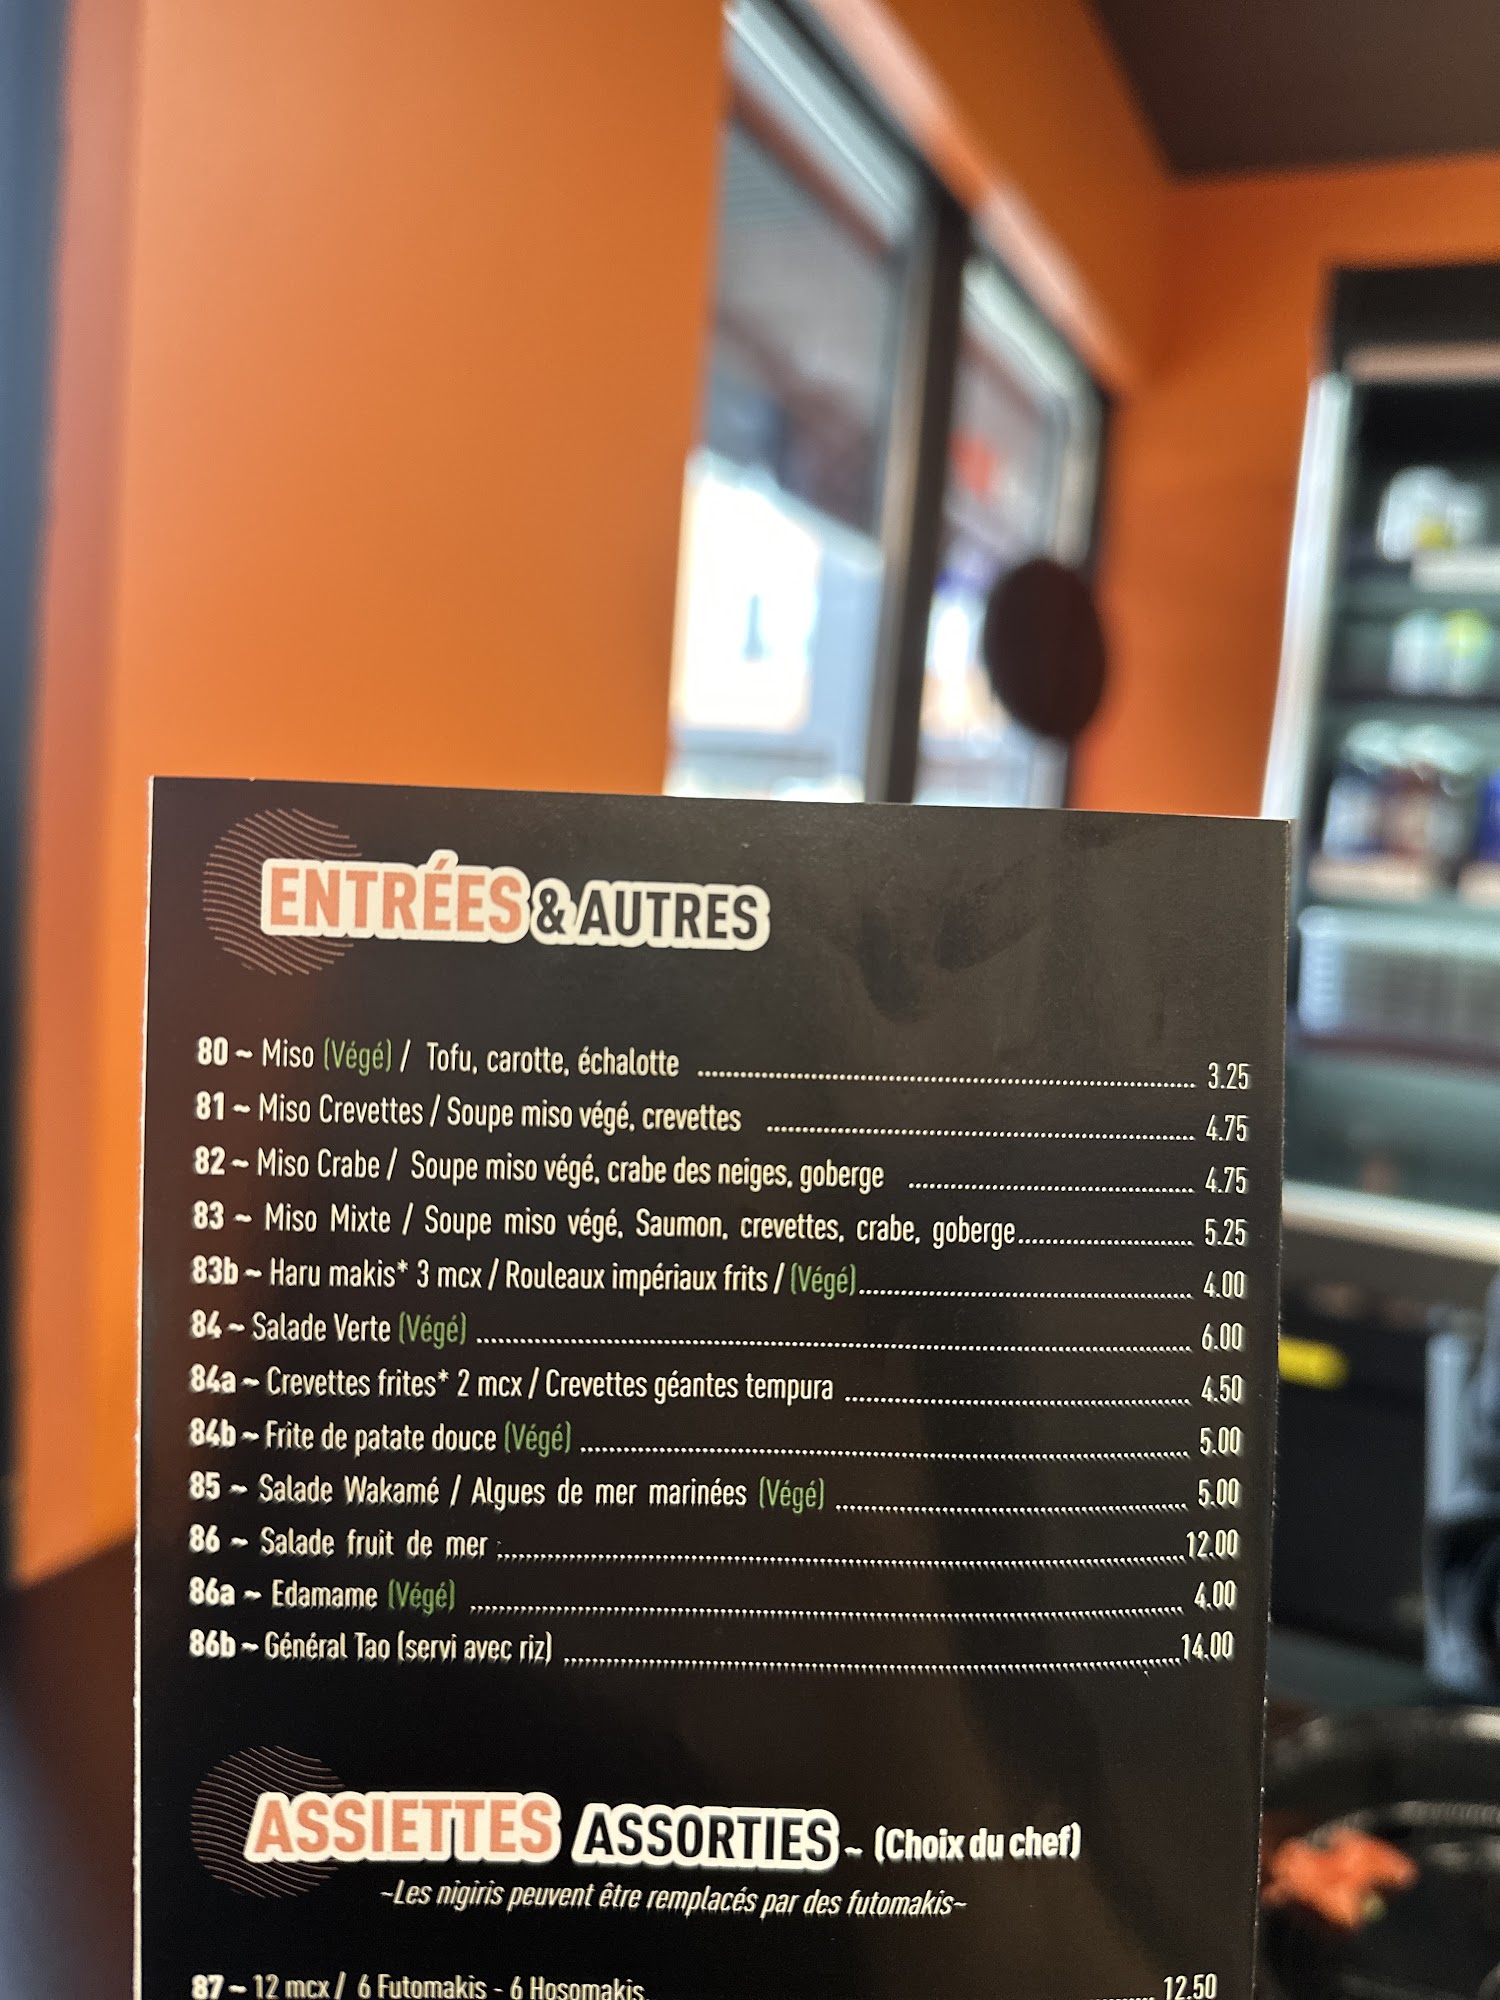 ENTRÉES & AUTRES
80 ~ Miso (Végé) / Tofu, carotte, échalotte 3.25
81 ~ Miso Crevettes / Soupe miso végé, crevettes 4.75
82 ~ Miso Crabe / Soupe miso végé, crabe des neiges, goberge 4.75
83 ~ Miso Mixte / Soupe miso végé, Saumon, crevettes, crabe, goberge 5.25
83b ~ Haru makis* 3 mcx / Rouleaux impériaux frits / (Végé) 4.00
84 ~ Salade Verte (Végé) 6.00
84a ~ Crevettes frites* 2 mcx / Crevettes géantes tempura 4.50
84b ~ Frite de patate douce (Végé) 5.00
85 ~ Salade Wakamé / Algues de mer marinées (Végé) 5.00
86 ~ Salade fruit de mer 12.00
86a ~ Edamame (Végé) 4.00
86b ~ Général Tao (servi avec riz) 14.00
ASSIETTES ASSORTIES ~ (Choix du chef)
~Les nigiris peuvent être remplacés par des futomakis~
87 ~ 12 mcx / 6 Futomakis - 6 Hosomakis. 12.50